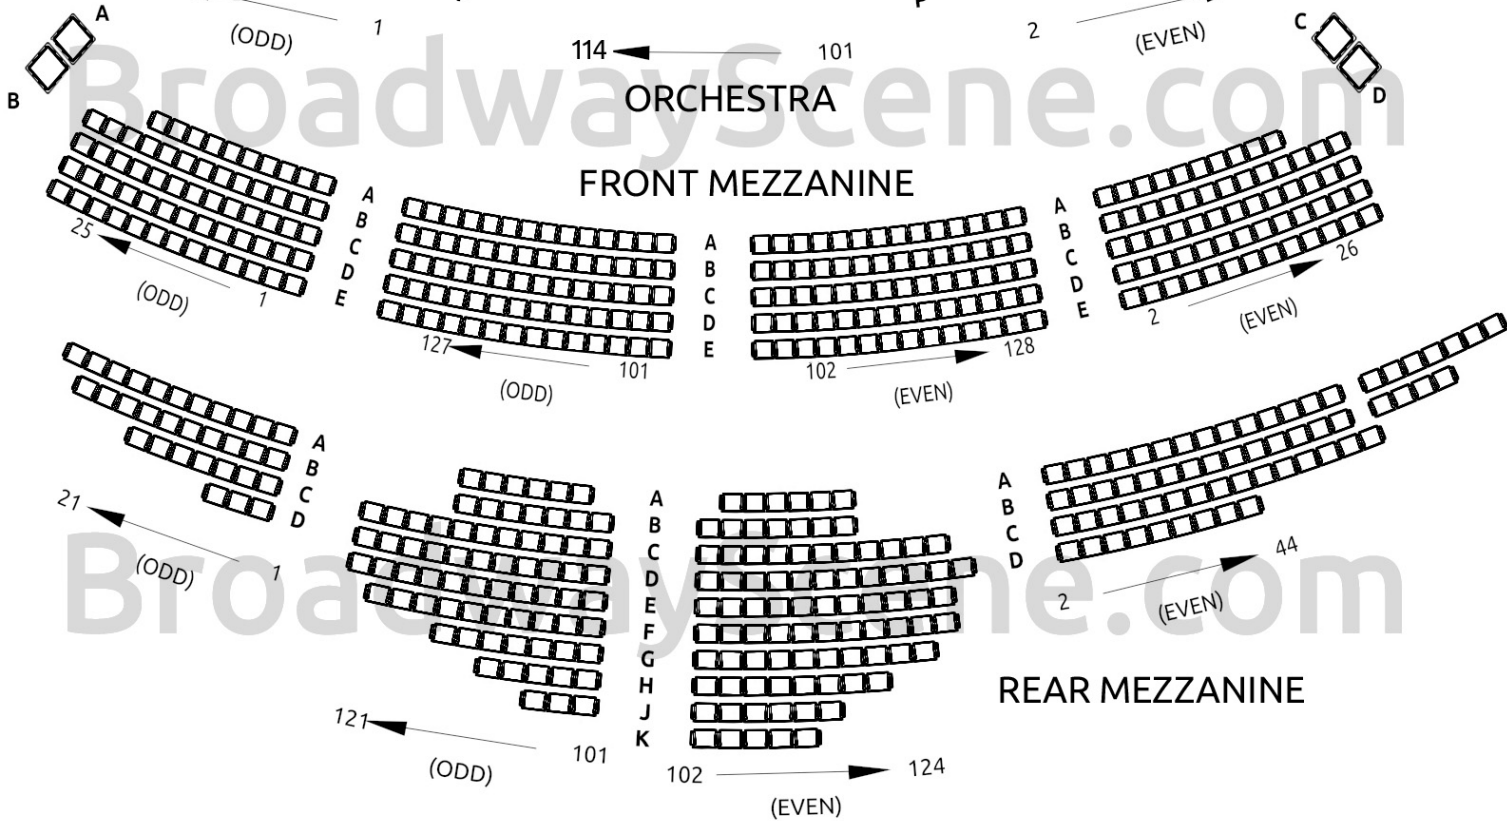 A
B
(ODD)
1
114
101
ORCHESTRA
2
(EVEN)
C
D
BroadwayScene.com
FRONT MEZZANINE
A
B
C
D
E
25
(ODD)
1
A
B
C
D
E
127
101
(ODD)
102
128
(EVEN)
A
B
C
D
E
2
26
(EVEN)
A
B
C
D
21
(ODD)
1
A
B
C
D
E
F
G
H
J
K
121
101
(ODD)
102
124
(EVEN)
A
B
C
D
2
44
(EVEN)
BroadwayScene.com
REAR MEZZANINE